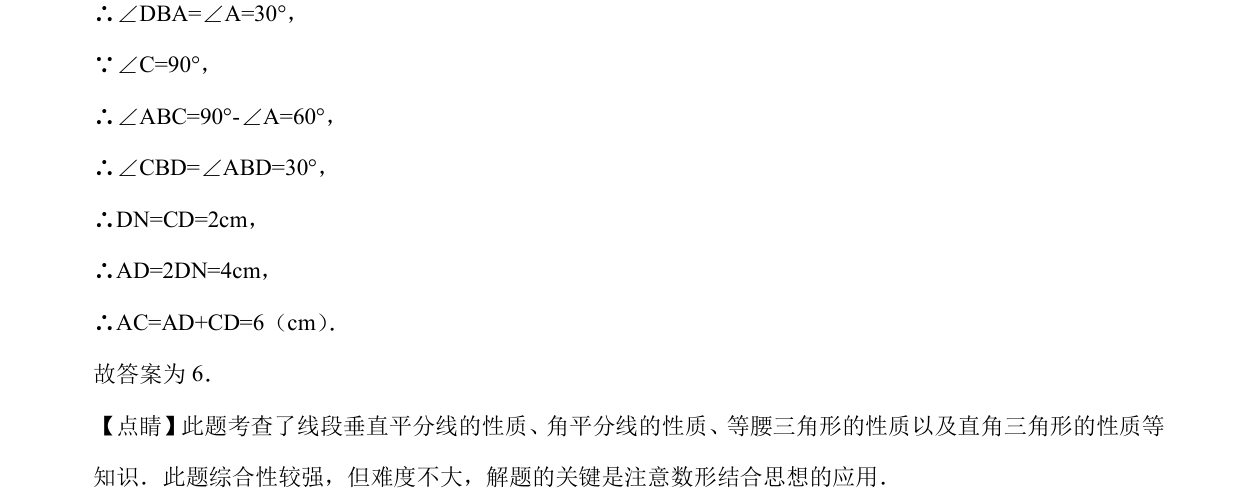 ∴∠DBA=∠A=30°，
∵∠C=90°，
∴∠ABC=90°-∠A=60°，
∴∠CBD=∠ABD=30°，
∴DN=CD=2cm，
∴AD=2DN=4cm，
∴AC=AD+CD=6（cm）．
故答案为 6．
【点睛】此题考查了线段垂直平分线的性质、角平分线的性质、等腰三角形的性质以及直角三角形的性质等
知识．此题综合性较强，但难度不大，解题的关键是注意数形结合思想的应用．